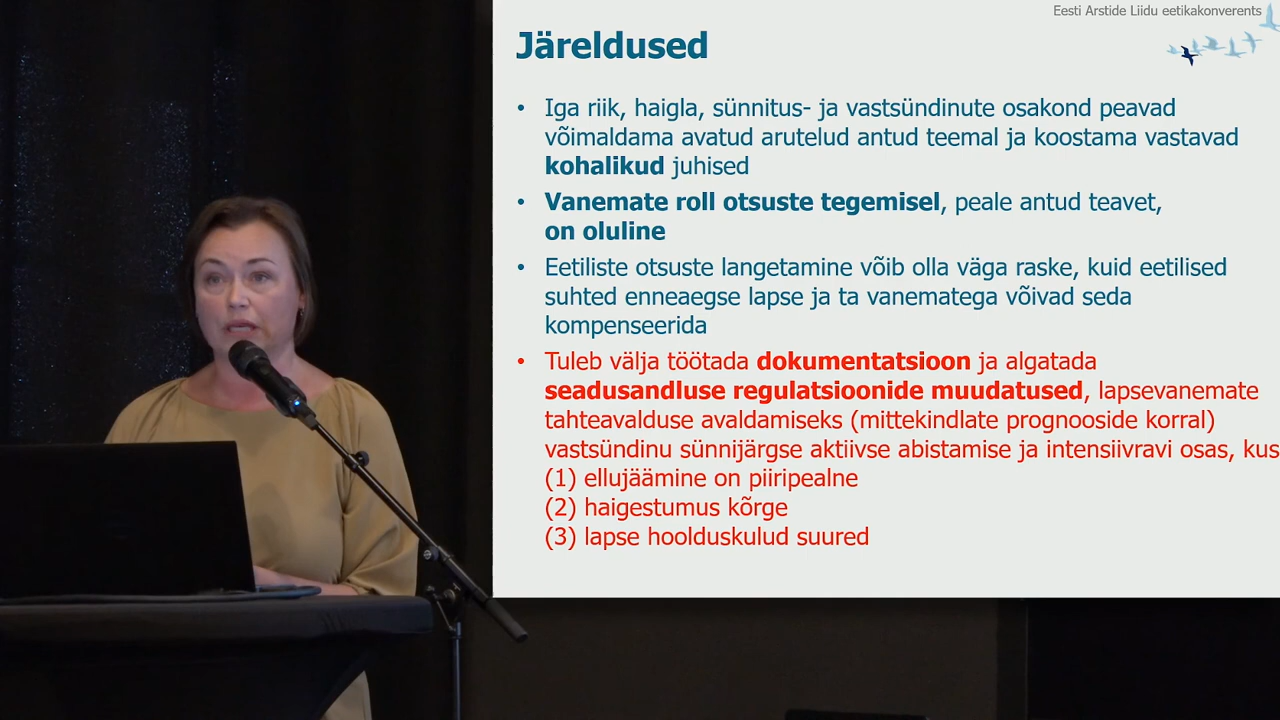 Eesti Arstide Liidu eetikakonverents
Järeldused
• Iga riik, haigla, sünnitus- ja vastsündinute osakond peavad
võimaldama avatud arutelud antud teemal ja koostama vastavad
kohalikud juhised
• Vanemate roll otsuste tegemisel, peale antud teavet,
on oluline
• Eetiliste otsuste langetamine võib olla väga raske, kuid eetilised
suhted enneaegse lapse ja ta vanematega võivad seda
kompenseerida
• Tuleb välja töötada dokumentatsioon ja algatada
seadusandluse regulatsioonide muudatused, lapsevanemate
tahteavalduse avaldamiseks (mittekindlate prognooside korral)
vastsündinu sünnijärgse aktiivse abistamise ja intensiivravi osas, kus
(1) ellujäämine on piiripealne
(2) haigestumus kõrge
(3) lapse hoolduskulud suured